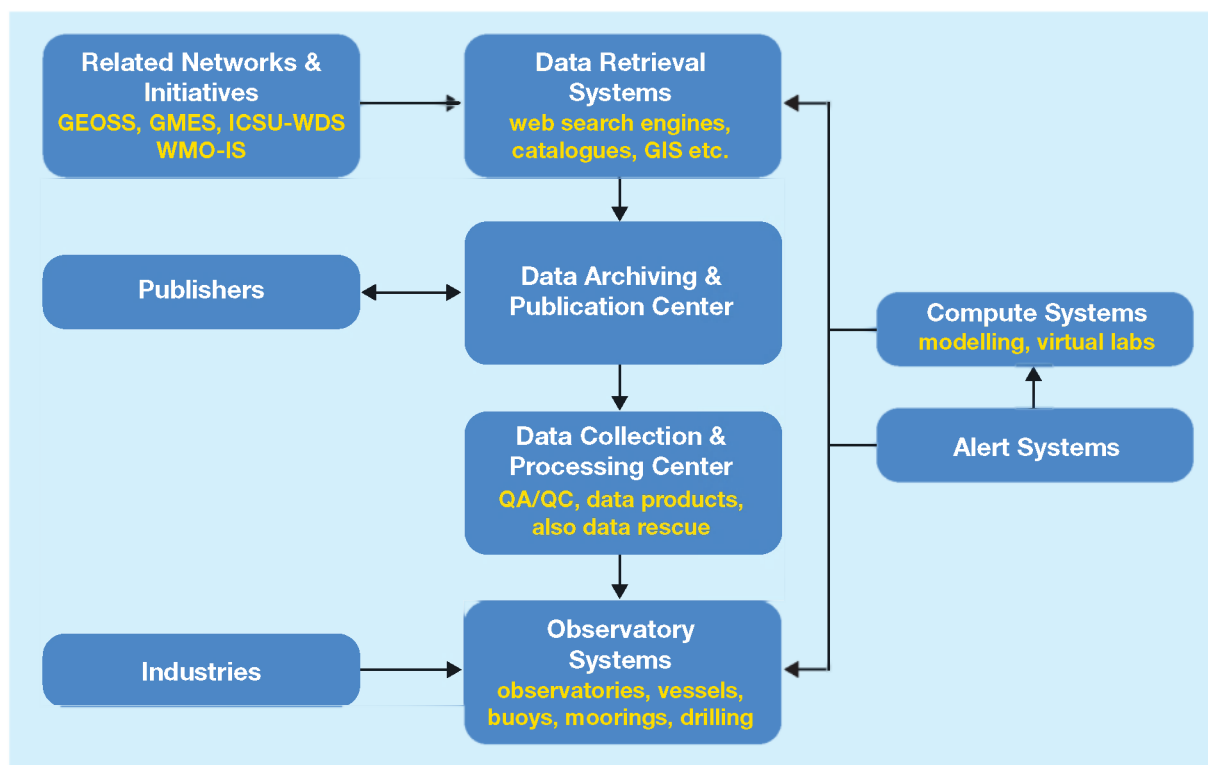 Related Networks &
Initiatives
GEOSS, GMES, ICSU-WDS
WMO-IS
Data Retrieval
Systems
web search engines,
catalogues, GIS etc.
Publishers
Data Archiving &
Publication Center
Compute Systems
modelling, virtual labs
Data Collection &
Processing Center
QA/QC, data products,
also data rescue
Alert Systems
Industries
Observatory
Systems
observatories, vessels,
buoys, moorings, drilling